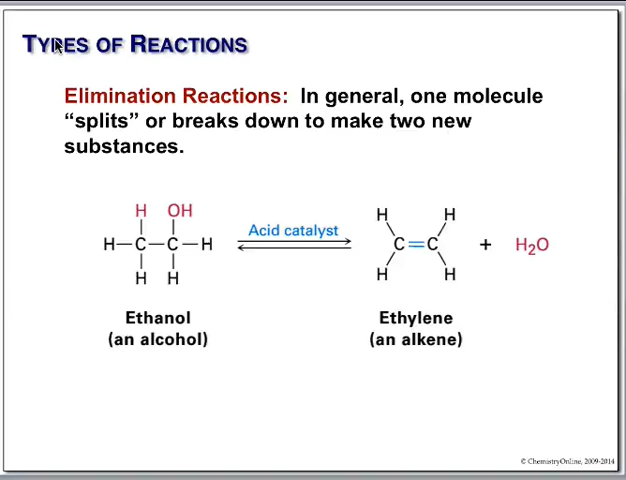 TYPES OF REACTIONS
Elimination Reactions: In general, one molecule
“splits” or breaks down to make two new
substances.
H OH
H–C–C–H
H H
Acid catalyst
H H
C=C
H H
+ H₂O
Ethanol
(an alcohol)
Ethylene
(an alkene)
© ChemistryOnline, 2009-2014